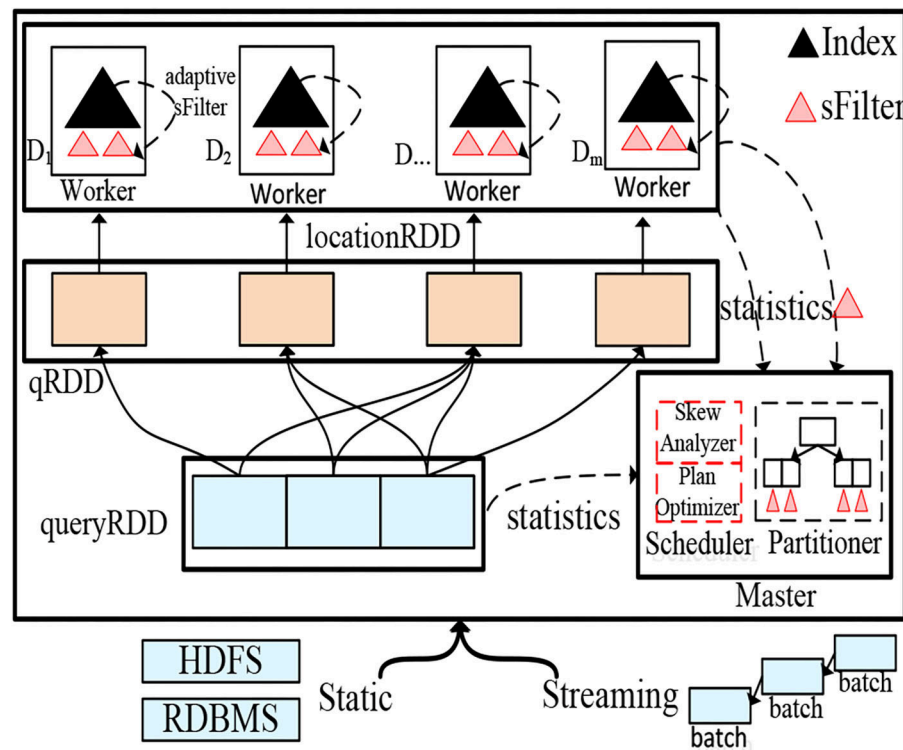 Index
sFilter
adaptive
sFilter
D1
D2
D...
Dm
Worker
Worker
Worker
Worker
locationRDD
statistics
qRDD
queryRDD
statistics
Skew
Analyzer
Plan
Optimizer
Scheduler
Partitioner
Master
HDFS
RDBMS
Static
Streaming
batch
batch
batch